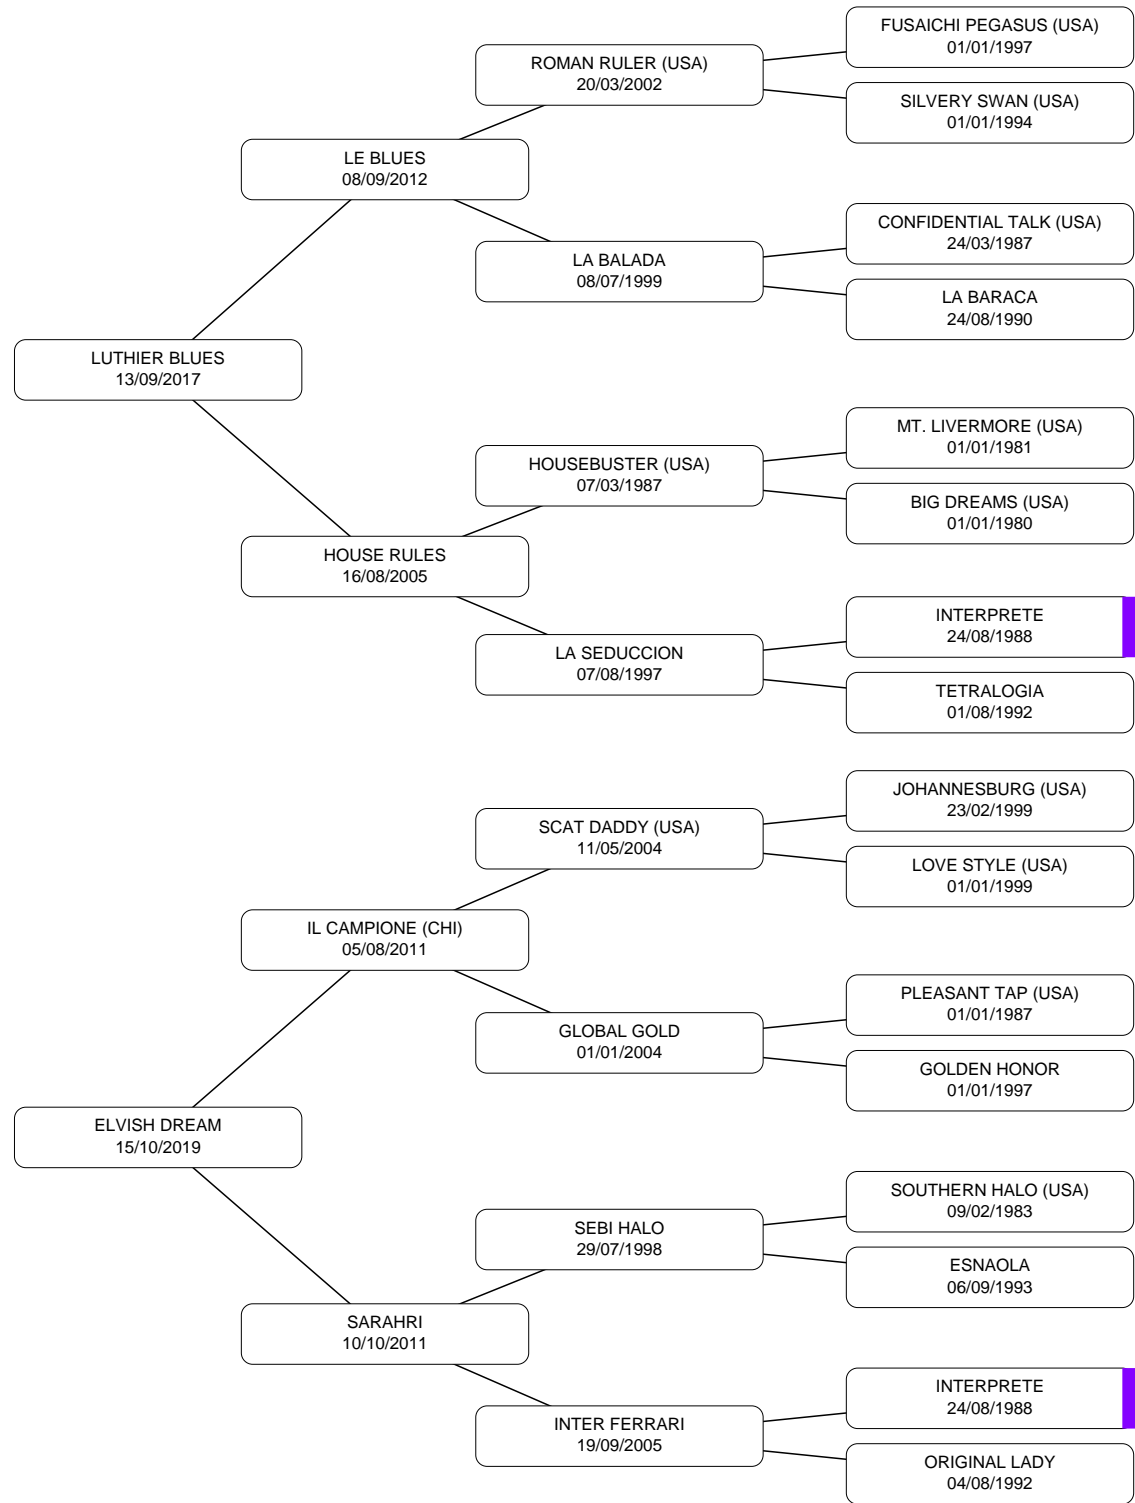 FUSAICHI PEGASUS (USA)
01/01/1997
ROMAN RULER (USA)
20/03/2002
SILVERY SWAN (USA)
01/01/1994
LE BLUES
08/09/2012
CONFIDENTIAL TALK (USA)
24/03/1987
LA BALADA
08/07/1999
LA BARACA
24/08/1990
LUTHIER BLUES
13/09/2017
MT. LIVERMORE (USA)
01/01/1981
HOUSEBUSTER (USA)
07/03/1987
BIG DREAMS (USA)
01/01/1980
HOUSE RULES
16/08/2005
INTERPRETE
24/08/1988
LA SEDUCCION
07/08/1997
TETRALOGIA
01/08/1992
JOHANNESBURG (USA)
23/02/1999
SCAT DADDY (USA)
11/05/2004
LOVE STYLE (USA)
01/01/1999
IL CAMPIONE (CHI)
05/08/2011
PLEASANT TAP (USA)
01/01/1987
GLOBAL GOLD
01/01/2004
GOLDEN HONOR
01/01/1997
ELVISH DREAM
15/10/2019
SOUTHERN HALO (USA)
09/02/1983
SEBI HALO
29/07/1998
ESNAOLA
06/09/1993
SARAHRI
10/10/2011
INTERPRETE
24/08/1988
INTER FERRARI
19/09/2005
ORIGINAL LADY
04/08/1992